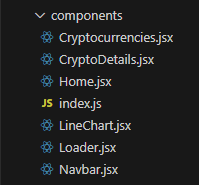 components
Cryptocurrencies.jsx
CryptoDetails.jsx
Home.jsx
JS index.js
LineChart.jsx
Loader.jsx
Navbar.jsx